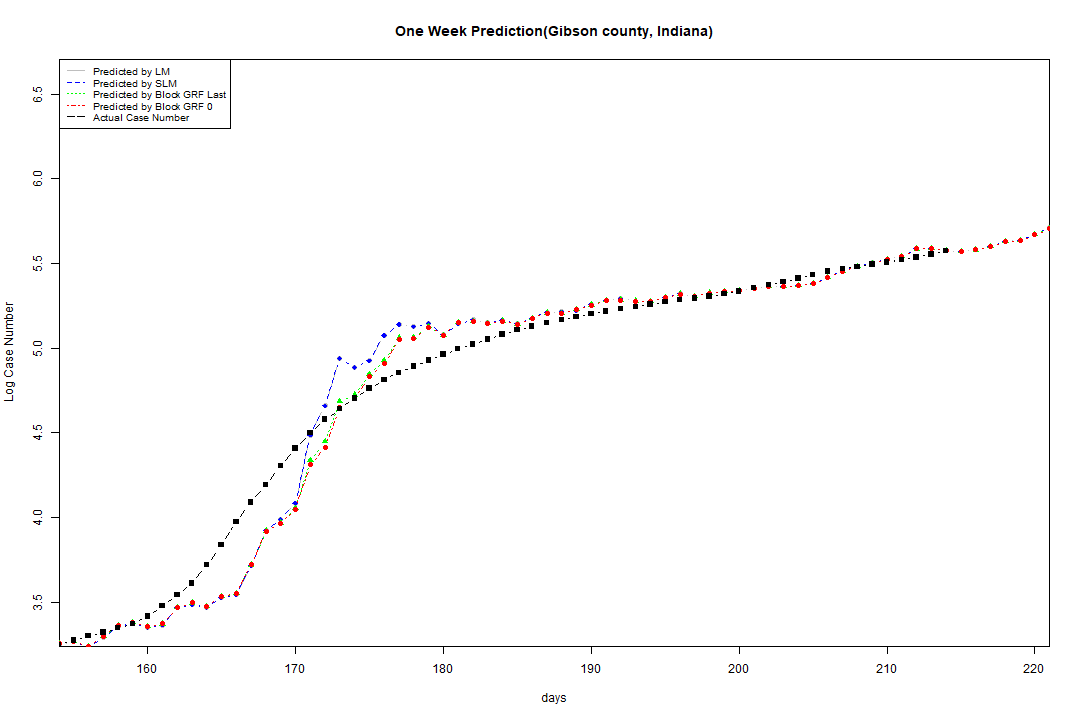 One Week Prediction(Gibson county, Indiana)
Predicted by LM
Predicted by SLM
Predicted by Block GRF Last
Predicted by Block GRF 0
Actual Case Number
6.5
6.0
5.5
5.0
4.5
4.0
3.5
Log Case Number
160 170 180 190 200 210 220
days